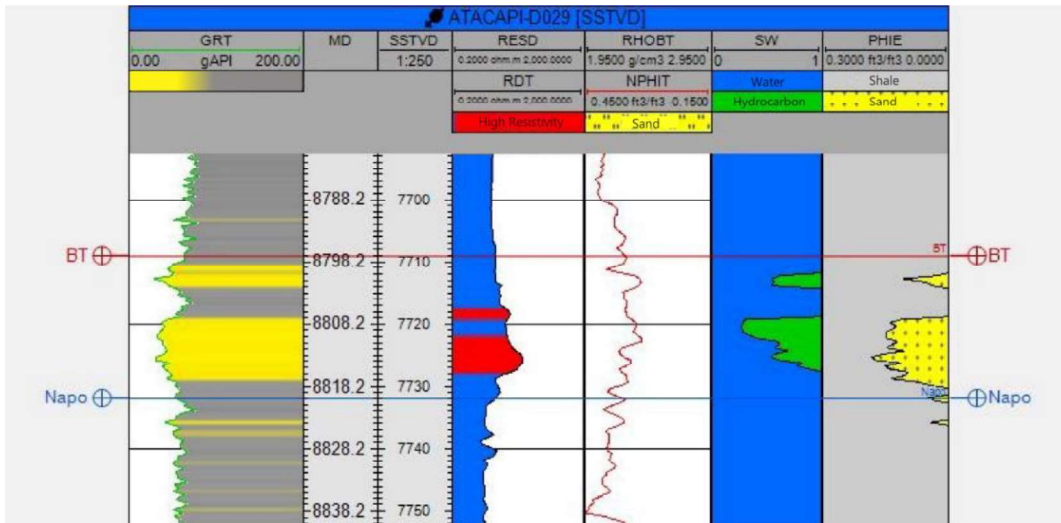 ATACAPI-D029 [SSTVD]
GRT MD SSTVD RESD RHOBT SW PHIE
0.00 gAPI 200.00 1:250 0.2000 ohm.m 2,000.0000 1.9500 g/cm3 2.9500 0 1 0.3000 ft3/ft3 0.0000
RDT NPHIT Water Shale
0.2000 ohm.m 2,000.0000 0.4500 ft3/ft3 -0.1500 Hydrocarbon Sand
High Resistivity Sand
8788.2 7700
BT BT BT
8798.2 7710
8808.2 7720
8818.2 7730
Napo Napo Napo
8828.2 7740
8838.2 7750